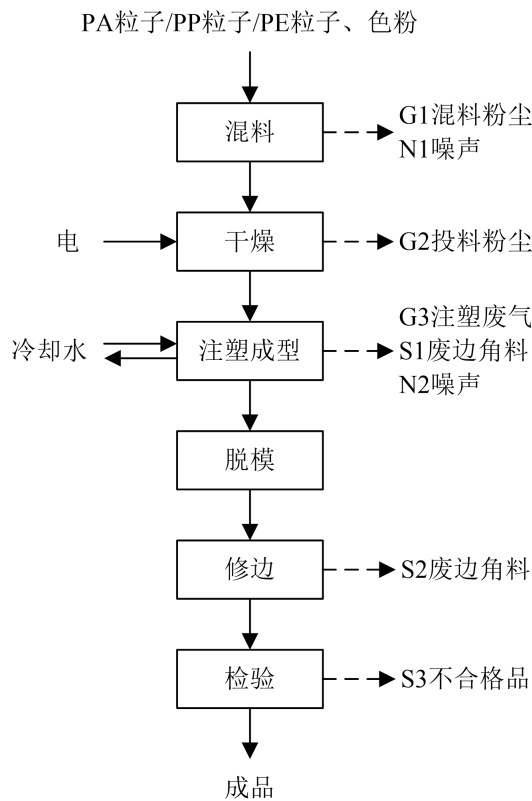 PA粒子/PP粒子/PE粒子、色粉
混料
G1混料粉尘
N1噪声
电
干燥
G2投料粉尘
冷却水
注塑成型
G3注塑废气
S1废边角料
N2噪声
脱模
修边
S2废边角料
检验
S3不合格品
成品